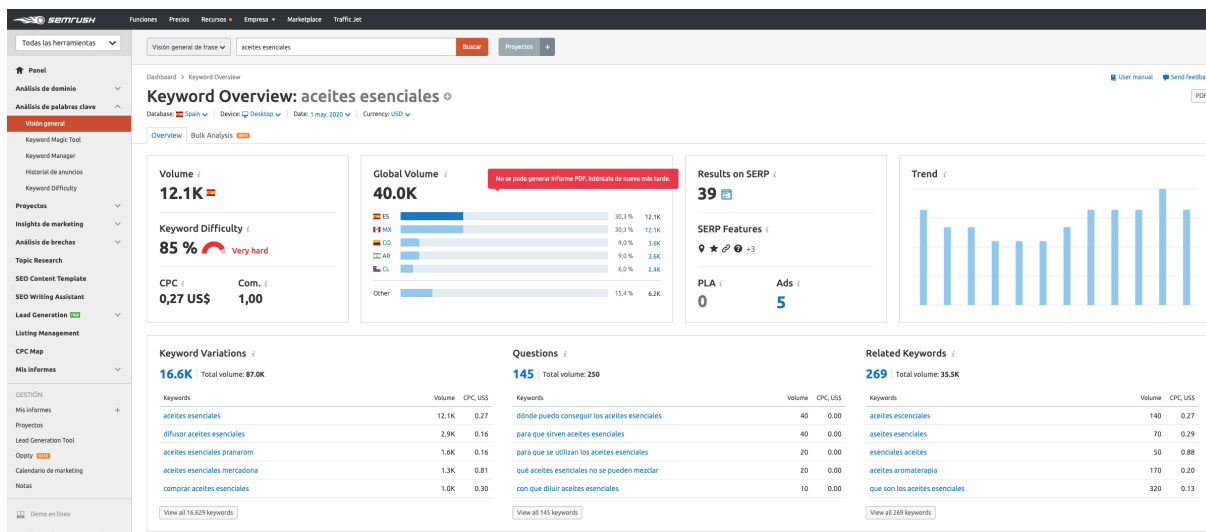 semrush Funciones Precios Recursos Empresa Marketplace Traffic Jet
Todas las herramientas
Visión general de frase aceites esenciales Buscar Proyectos +
Panel
Análisis de dominio
Análisis de palabras clave
Visión general
Keyword Magic Tool
Keyword Manager
Historial de anuncios
Keyword Difficulty
Proyectos
Insights de marketing
Análisis de brechas
Topic Research
SEO Content Template
SEO Writing Assistant
Lead Generation
Listing Management
CPC Map
Mis informes
GESTIÓN
Mis informes +
Proyectos
Lead Generation Tool
Oppty BETA
Calendario de marketing
Notas
Demo en línea
Dashboard > Keyword Overview
User manual Send feedba
Keyword Overview: aceites esenciales
PDF
Database: Spain Device: Desktop Date: 1 may. 2020 Currency: USD
Overview Bulk Analysis BETA
Volume i
12.1K
Keyword Difficulty i
85 % Very hard
CPC i Com. i
0,27 US$ 1,00
Global Volume i
40.0K
No se pudo generar informe PDF. Inténtalo de nuevo más tarde.
ES 30,3 % 12.1K
MX 30,3 % 12.1K
CO 9,0 % 3.6K
AR 9,0 % 3.6K
CL 6,0 % 2.4K
Other 15,4 % 6.2K
Results on SERP i
39
SERP Features i
+3
PLA i Ads i
0 5
Trend i
Keyword Variations i
16.6K Total volume: 87.0K
Keywords Volume CPC, US$
aceites esenciales 12.1K 0.27
difusor aceites esenciales 2.9K 0.16
aceites esenciales pranarom 1.6K 0.16
aceites esenciales mercadona 1.3K 0.81
comprar aceites esenciales 1.0K 0.30
View all 16.629 keywords
Questions i
145 Total volume: 250
Keywords Volume CPC, US$
dónde puedo conseguir los aceites esenciales 40 0.00
para que sirven aceites esenciales 40 0.00
para que se utilizan los aceites esenciales 20 0.00
qué aceites esenciales no se pueden mezclar 20 0.00
con que diluir aceites esenciales 10 0.00
View all 145 keywords
Related Keywords i
269 Total volume: 35.5K
Keywords Volume CPC, US$
aceites escenciales 140 0.27
aseites esenciales 70 0.29
esenciales aceites 50 0.88
aceites aromaterapia 170 0.20
que son los aceites esenciales 320 0.13
View all 269 keywords